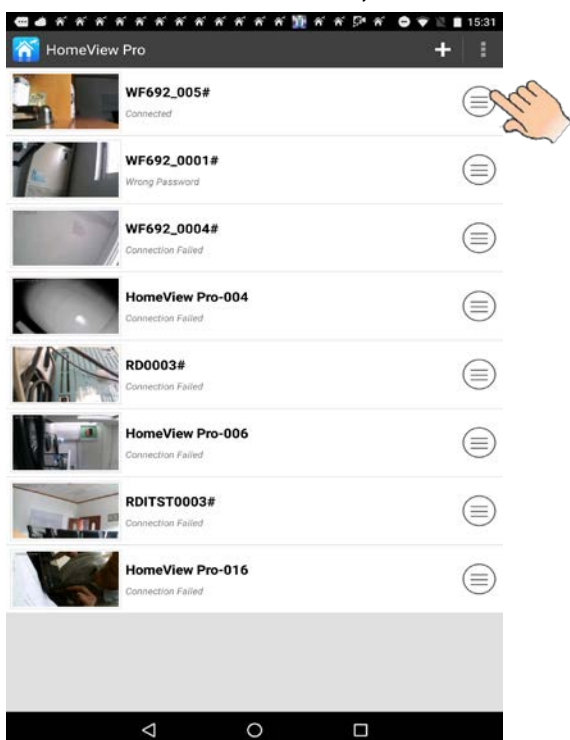 15:31
HomeView Pro
WF692_005#
Connected
WF692_0001#
Wrong Password
WF692_0004#
Connection Failed
HomeView Pro-004
Connection Failed
RD0003#
Connection Failed
HomeView Pro-006
Connection Failed
RDITST0003#
Connection Failed
HomeView Pro-016
Connection Failed